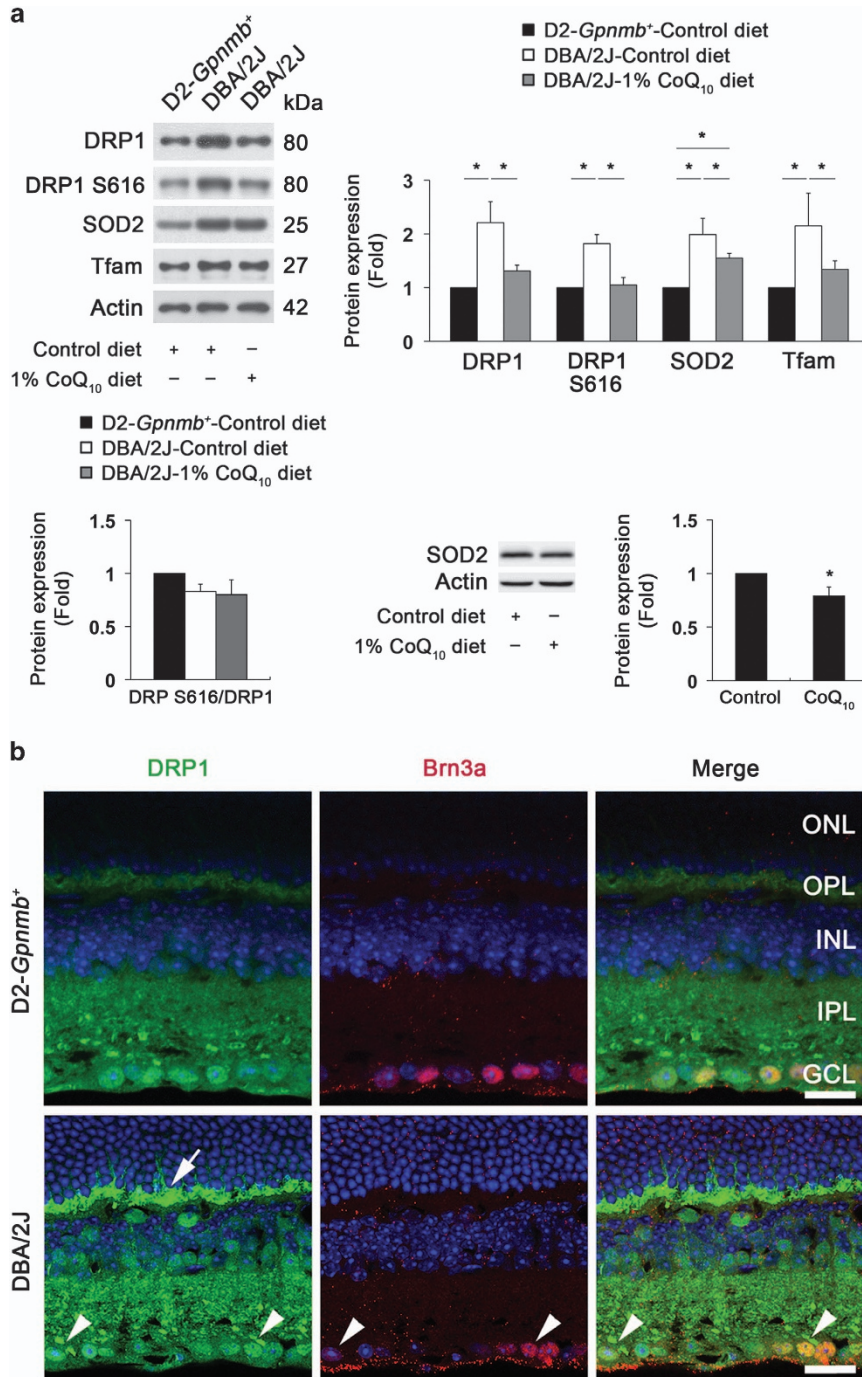 a
D2-Gpnmb⁺
DBA/2J
DBA/2J
kDa
DRP1 80
DRP1 S616 80
SOD2 25
Tfam 27
Actin 42
Control diet + + –
1% CoQ₁₀ diet – – +
D2-Gpnmb⁺-Control diet
DBA/2J-Control diet
DBA/2J-1% CoQ₁₀ diet
*
* * * * * * * *
Protein expression
(Fold)
3
2
1
0
DRP1 DRP1 S616 SOD2 Tfam
D2-Gpnmb⁺-Control diet
DBA/2J-Control diet
DBA/2J-1% CoQ₁₀ diet
Protein expression
(Fold)
1.5
1
0.5
0
DRP S616/DRP1
SOD2
Actin
Control diet + –
1% CoQ₁₀ diet – +
Protein expression
(Fold)
1.5
1
0.5
0
*
Control CoQ₁₀
b
DRP1 Brn3a Merge
D2-Gpnmb⁺
ONL
OPL
INL
IPL
GCL
DBA/2J